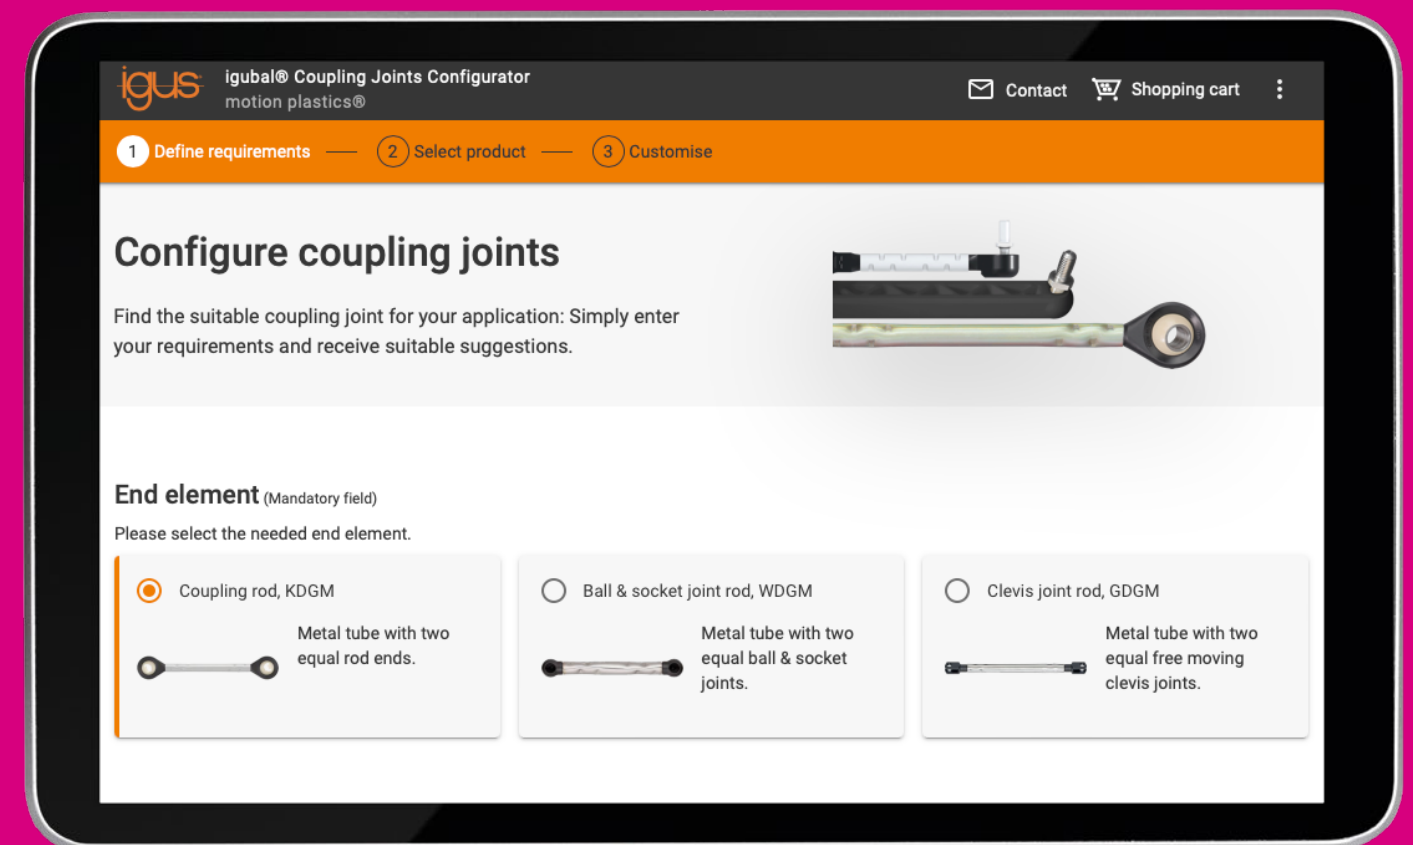 igus
igubal® Coupling Joints Configurator
motion plastics®
Contact
Shopping cart
1 Define requirements
2 Select product
3 Customise
Configure coupling joints
Find the suitable coupling joint for your application: Simply enter
your requirements and receive suitable suggestions.
End element (Mandatory field)
Please select the needed end element.
Coupling rod, KDGM
Metal tube with two
equal rod ends.
Ball & socket joint rod, WDGM
Metal tube with two
equal ball & socket
joints.
Clevis joint rod, GDGM
Metal tube with two
equal free moving
clevis joints.